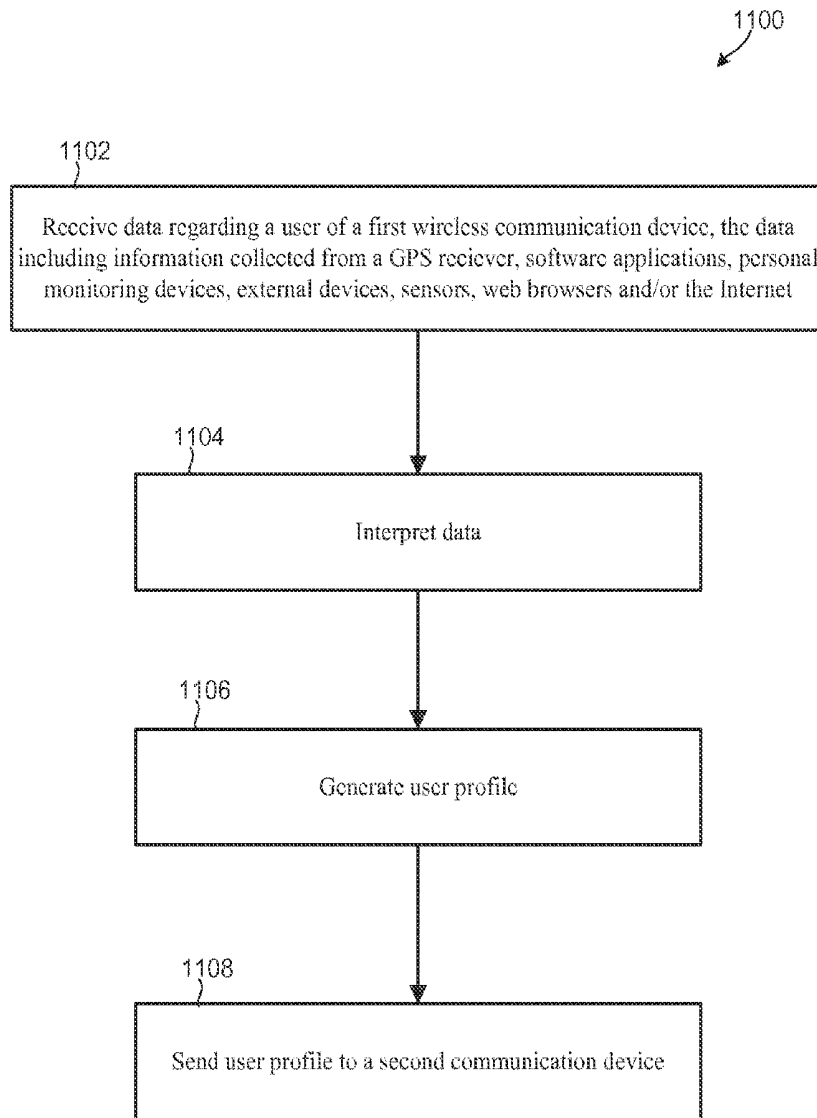 1100
1102
Receive data regarding a user of a first wireless communication device, the data
including information collected from a GPS reciever, software applications, personal
monitoring devices, external devices, sensors, web browsers and/or the Internet
1104
Interpret data
1106
Generate user profile
1108
Send user profile to a second communication device